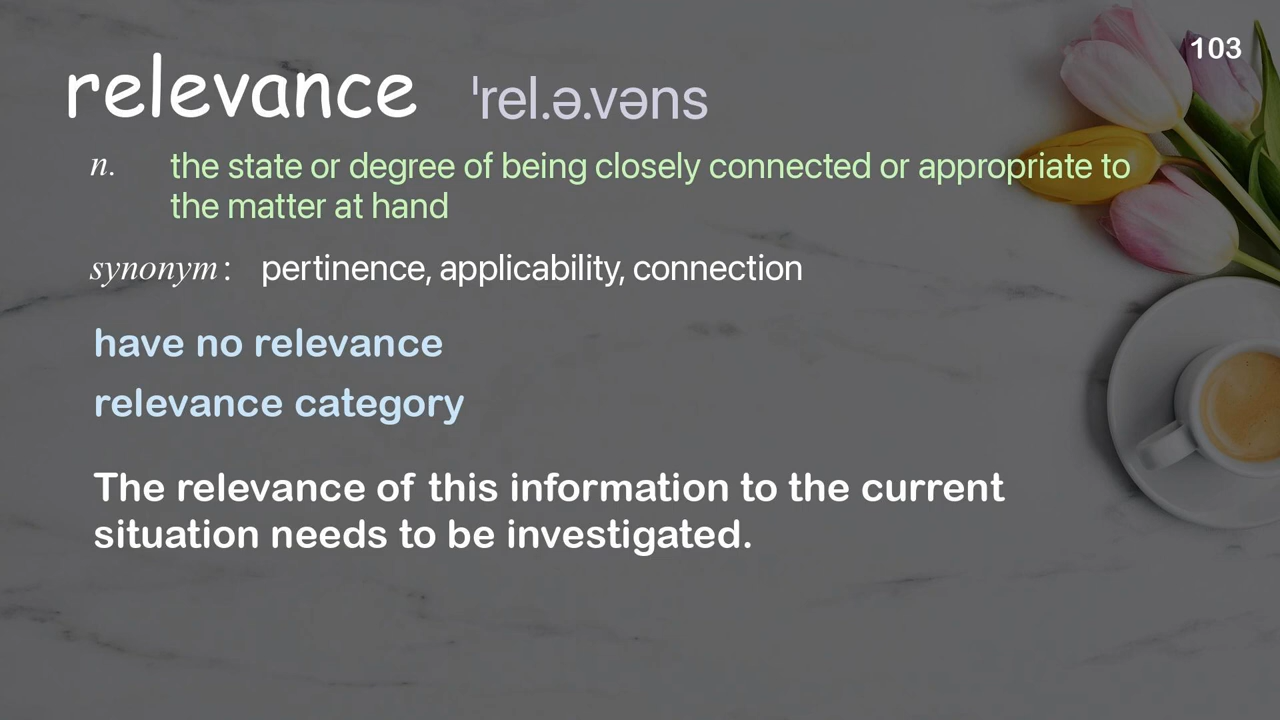 103
relevance ˈrel.ə.vəns
n. the state or degree of being closely connected or appropriate to
the matter at hand
synonym: pertinence, applicability, connection
have no relevance
relevance category
The relevance of this information to the current
situation needs to be investigated.